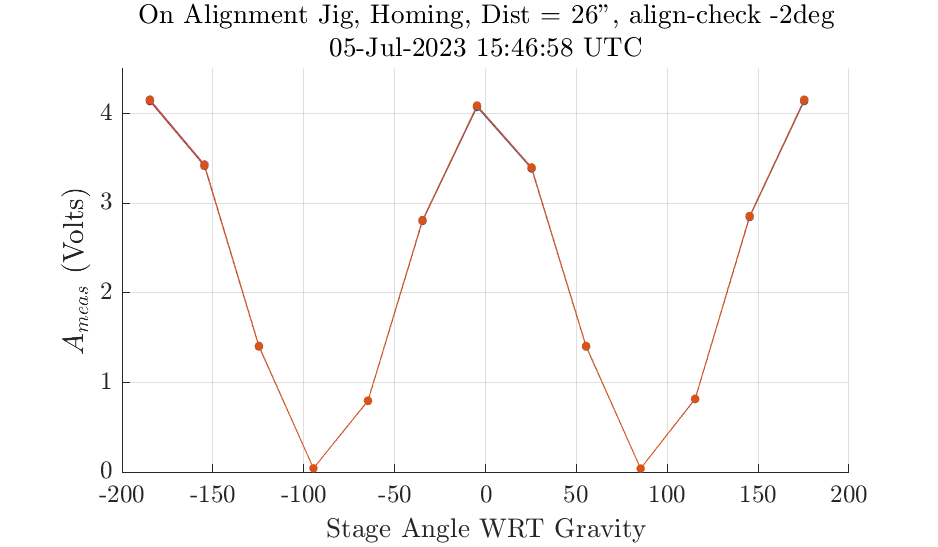 On Alignment Jig, Homing, Dist = 26”, align-check -2deg
05-Jul-2023 15:46:58 UTC
4
3
2
1
0
A_meas (Volts)
-200 -150 -100 -50 0 50 100 150 200
Stage Angle WRT Gravity